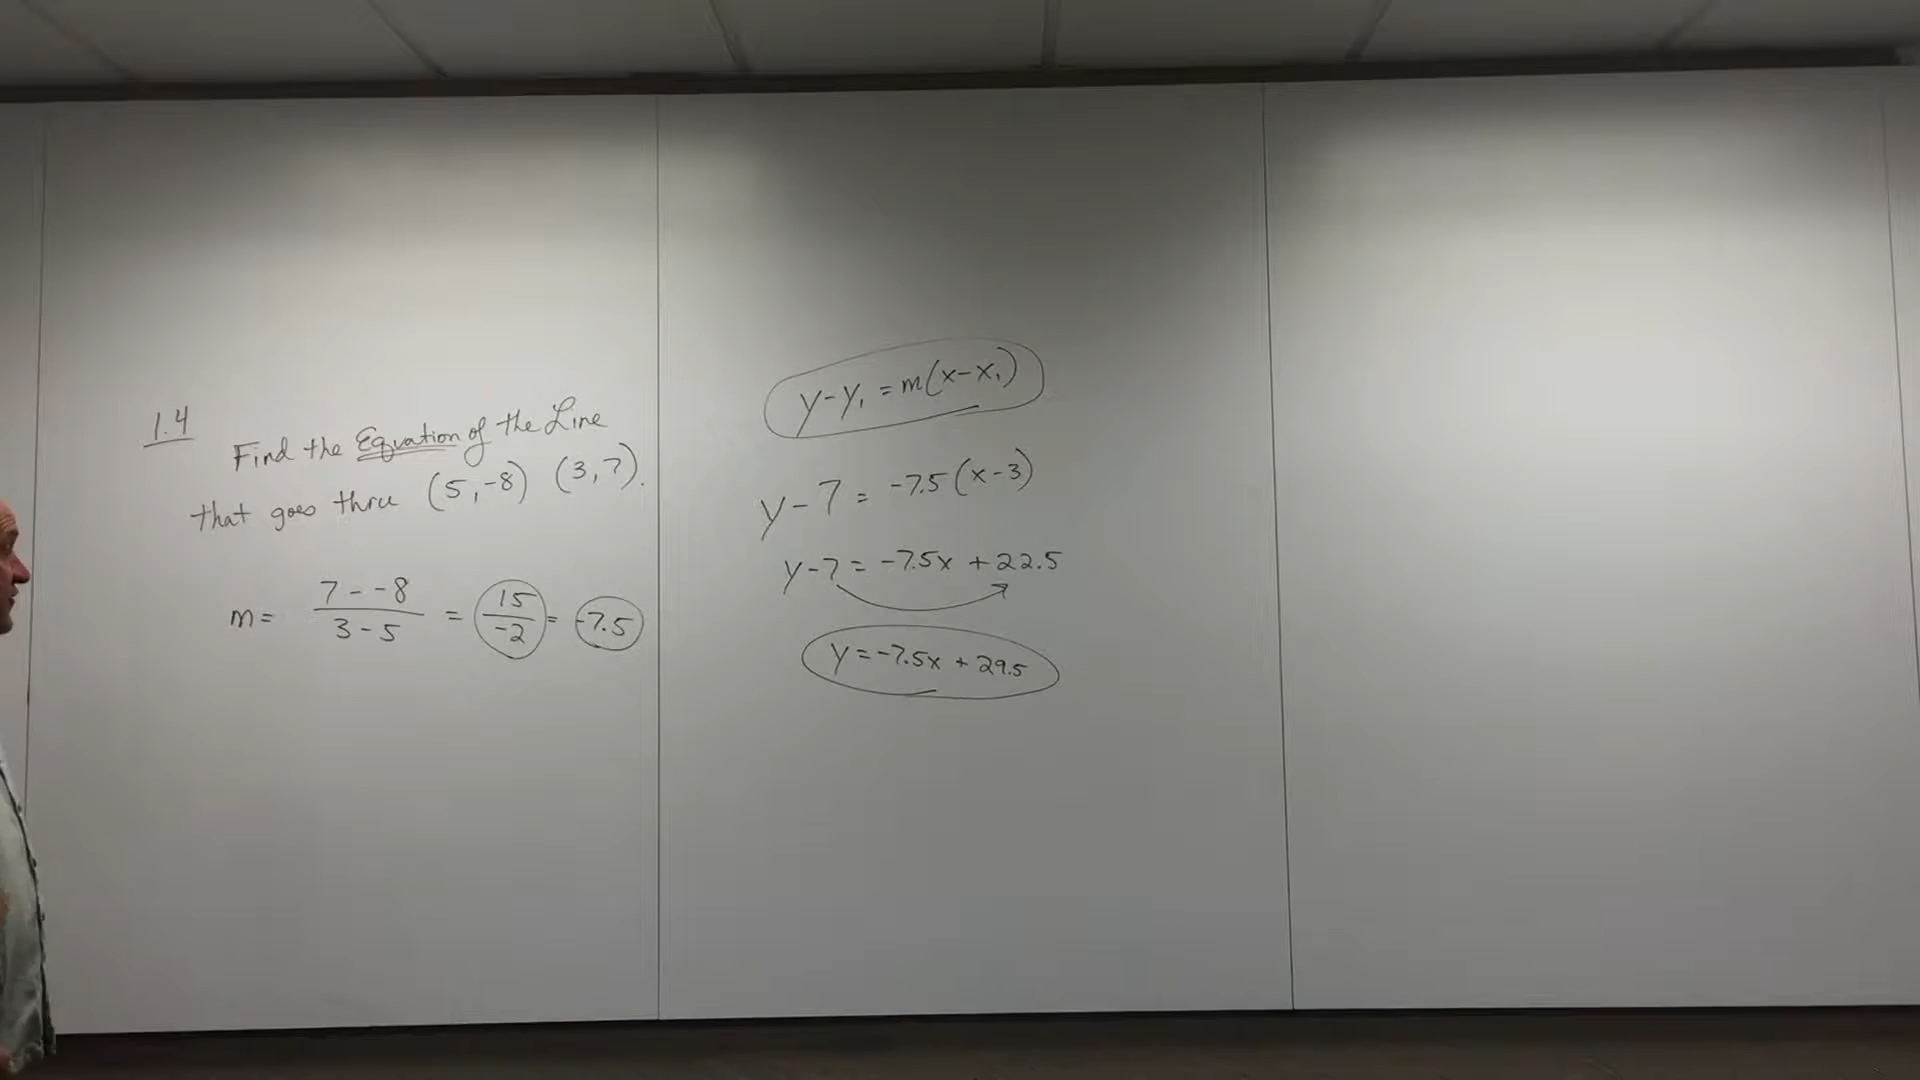 1.4
Find the Equation of the Line
that goes thru (5,-8) (3,7).
m = 7 - -8 / 3 - 5 = 15 / -2 = -7.5
y - y₁ = m(x - x₁)
y - 7 = -7.5(x - 3)
y - 7 = -7.5x + 22.5
y = -7.5x + 29.5